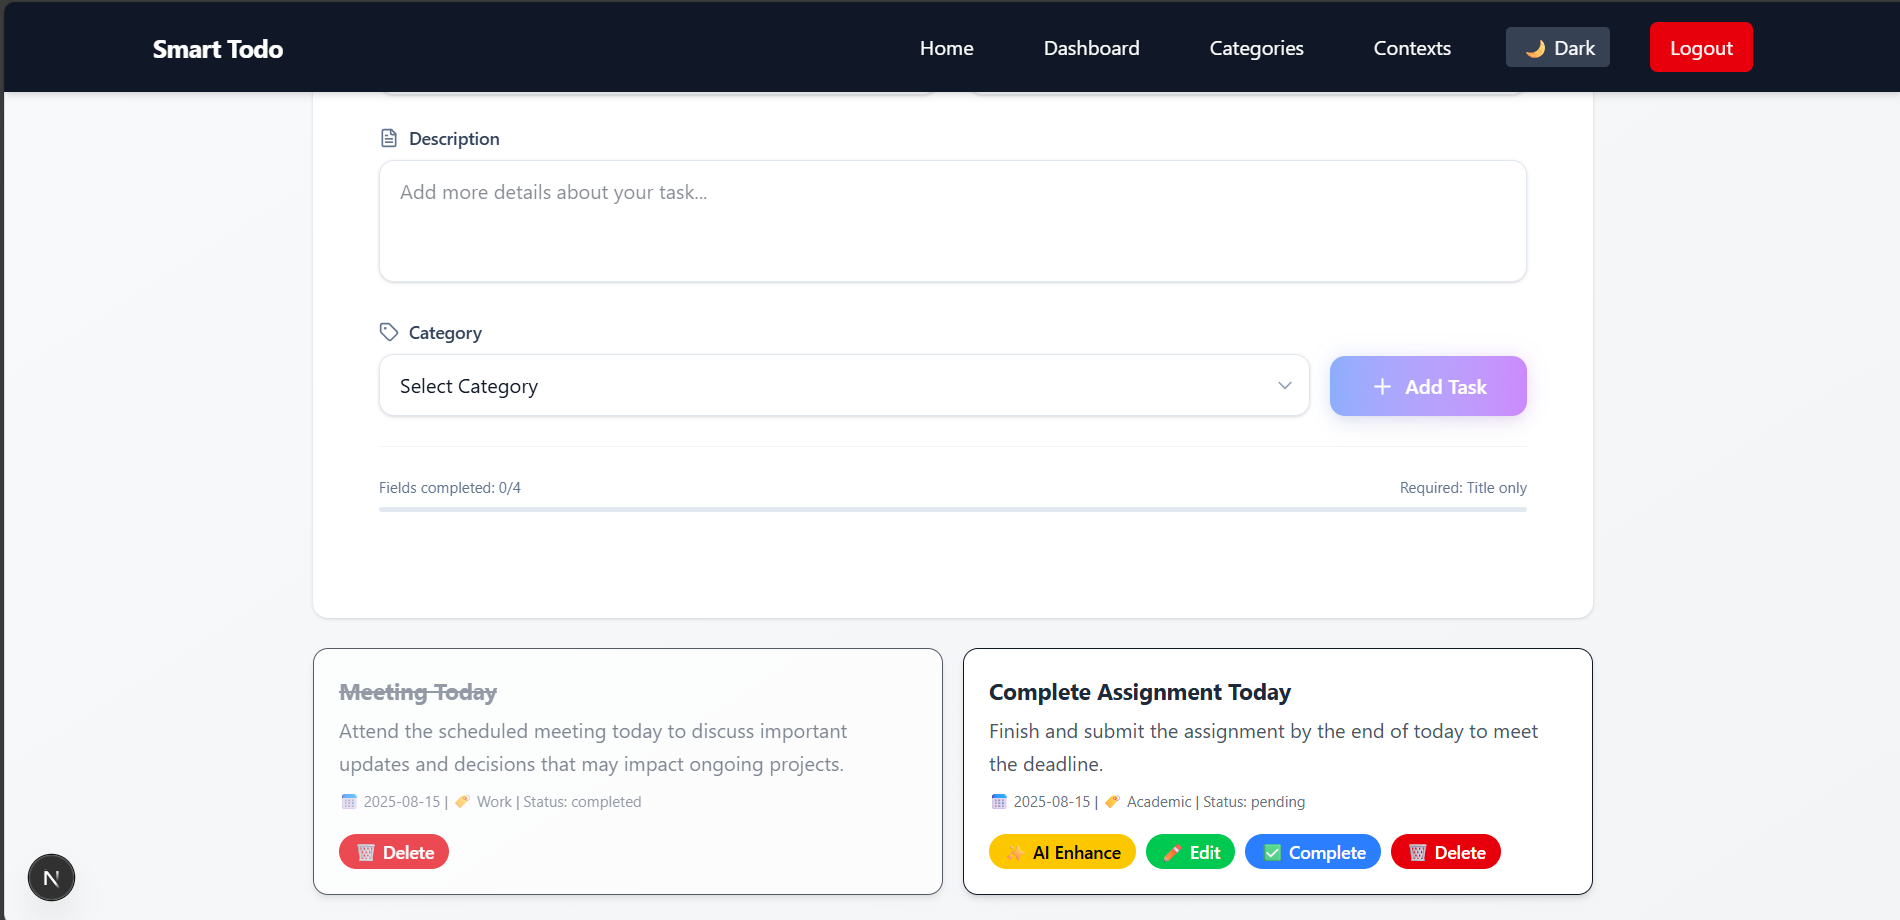 Smart Todo
Home
Dashboard
Categories
Contexts
🌙 Dark
Logout
Description
Add more details about your task...
Category
Select Category
+ Add Task
Fields completed: 0/4
Required: Title only
Meeting Today
Attend the scheduled meeting today to discuss important
updates and decisions that may impact ongoing projects.
📅 2025-08-15 | 🏷️ Work | Status: completed
🗑️ Delete
Complete Assignment Today
Finish and submit the assignment by the end of today to meet
the deadline.
📅 2025-08-15 | 🏷️ Academic | Status: pending
✨ AI Enhance
✏️ Edit
✅ Complete
🗑️ Delete
N